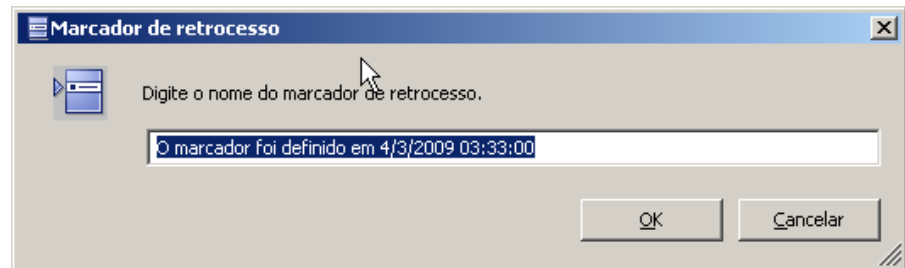 Marcador de retrocesso
Digite o nome do marcador de retrocesso.
O marcador foi definido em 4/3/2009 03:33:00
OK
Cancelar